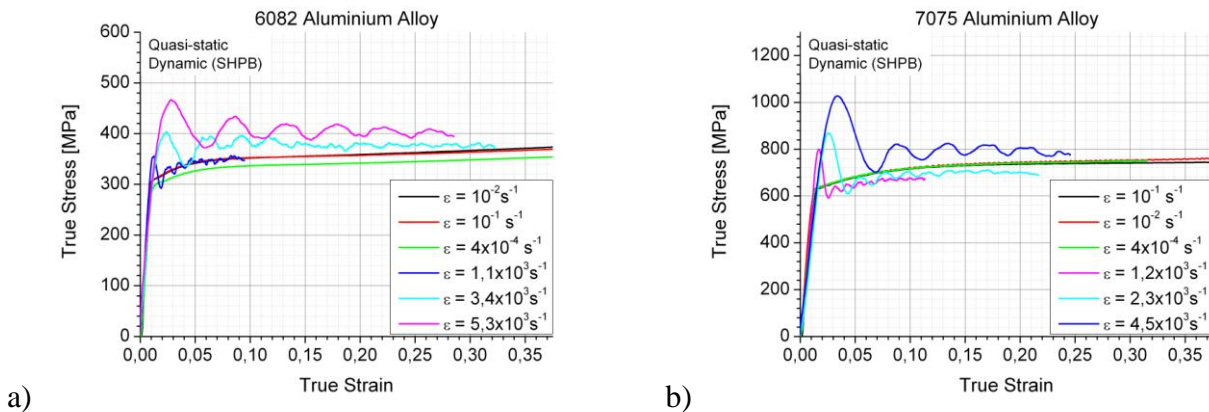 6082 Aluminium Alloy
Quasi-static
Dynamic (SHPB)
True Stress [MPa]
600
500
400
300
200
100
0
0,00 0,05 0,10 0,15 0,20 0,25 0,30 0,35
True Strain
ε = 10⁻²s⁻¹
ε = 10⁻¹ s⁻¹
ε = 4x10⁻⁴ s⁻¹
ε = 1,1x10³s⁻¹
ε = 3,4x10³s⁻¹
ε = 5,3x10³s⁻¹
a)
7075 Aluminium Alloy
Quasi-static
Dynamic (SHPB)
True Stress [MPa]
1200
1000
800
600
400
200
0
0,00 0,05 0,10 0,15 0,20 0,25 0,30 0,35
True Strain
ε = 10⁻¹ s⁻¹
ε = 10⁻² s⁻¹
ε = 4x10⁻⁴ s⁻¹
ε = 1,2x10³s⁻¹
ε = 2,3x10³s⁻¹
ε = 4,5x10³s⁻¹
b)